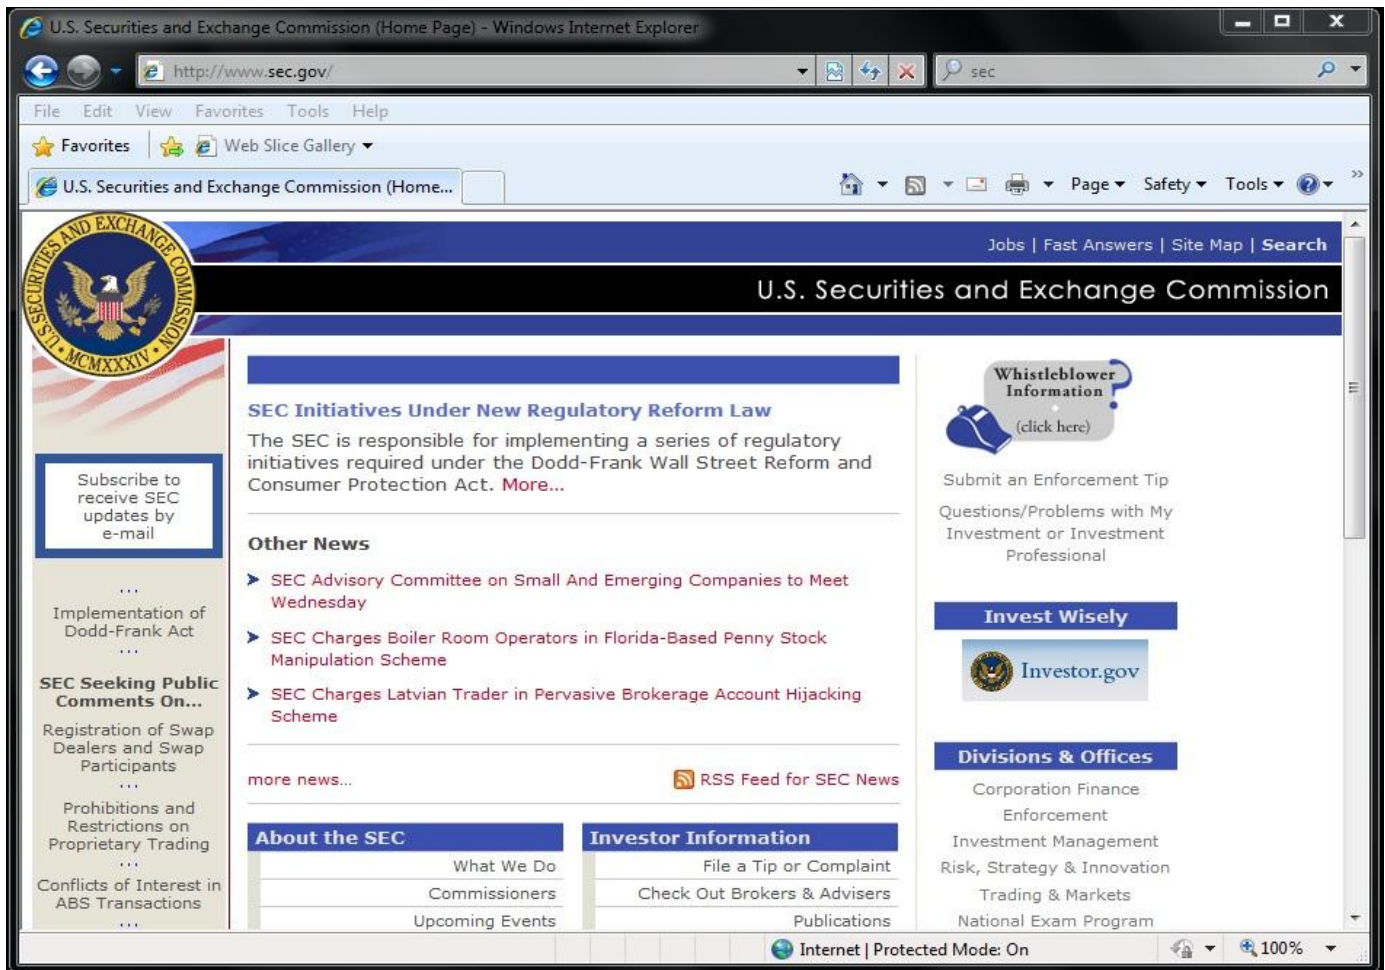 U.S. Securities and Exchange Commission (Home Page) - Windows Internet Explorer
http://www.sec.gov/
sec
File Edit View Favorites Tools Help
Favorites
Web Slice Gallery
U.S. Securities and Exchange Commission (Home...
Page Safety Tools
U.S. SECURITIES AND EXCHANGE COMMISSION
MCMXXXIV
Jobs | Fast Answers | Site Map | Search
U.S. Securities and Exchange Commission
Subscribe to
receive SEC
updates by
e-mail
...
Implementation of
Dodd-Frank Act
...
SEC Seeking Public
Comments On...
Registration of Swap
Dealers and Swap
Participants
...
Prohibitions and
Restrictions on
Proprietary Trading
...
Conflicts of Interest in
ABS Transactions
...
SEC Initiatives Under New Regulatory Reform Law
The SEC is responsible for implementing a series of regulatory
initiatives required under the Dodd-Frank Wall Street Reform and
Consumer Protection Act. More...
Other News
SEC Advisory Committee on Small And Emerging Companies to Meet
Wednesday
SEC Charges Boiler Room Operators in Florida-Based Penny Stock
Manipulation Scheme
SEC Charges Latvian Trader in Pervasive Brokerage Account Hijacking
Scheme
more news...
RSS Feed for SEC News
About the SEC
What We Do
Commissioners
Upcoming Events
Investor Information
File a Tip or Complaint
Check Out Brokers & Advisers
Publications
Whistleblower
Information
(click here)
?
Submit an Enforcement Tip
Questions/Problems with My
Investment or Investment
Professional
Invest Wisely
Investor.gov
Divisions & Offices
Corporation Finance
Enforcement
Investment Management
Risk, Strategy & Innovation
Trading & Markets
National Exam Program
Internet | Protected Mode: On
100%